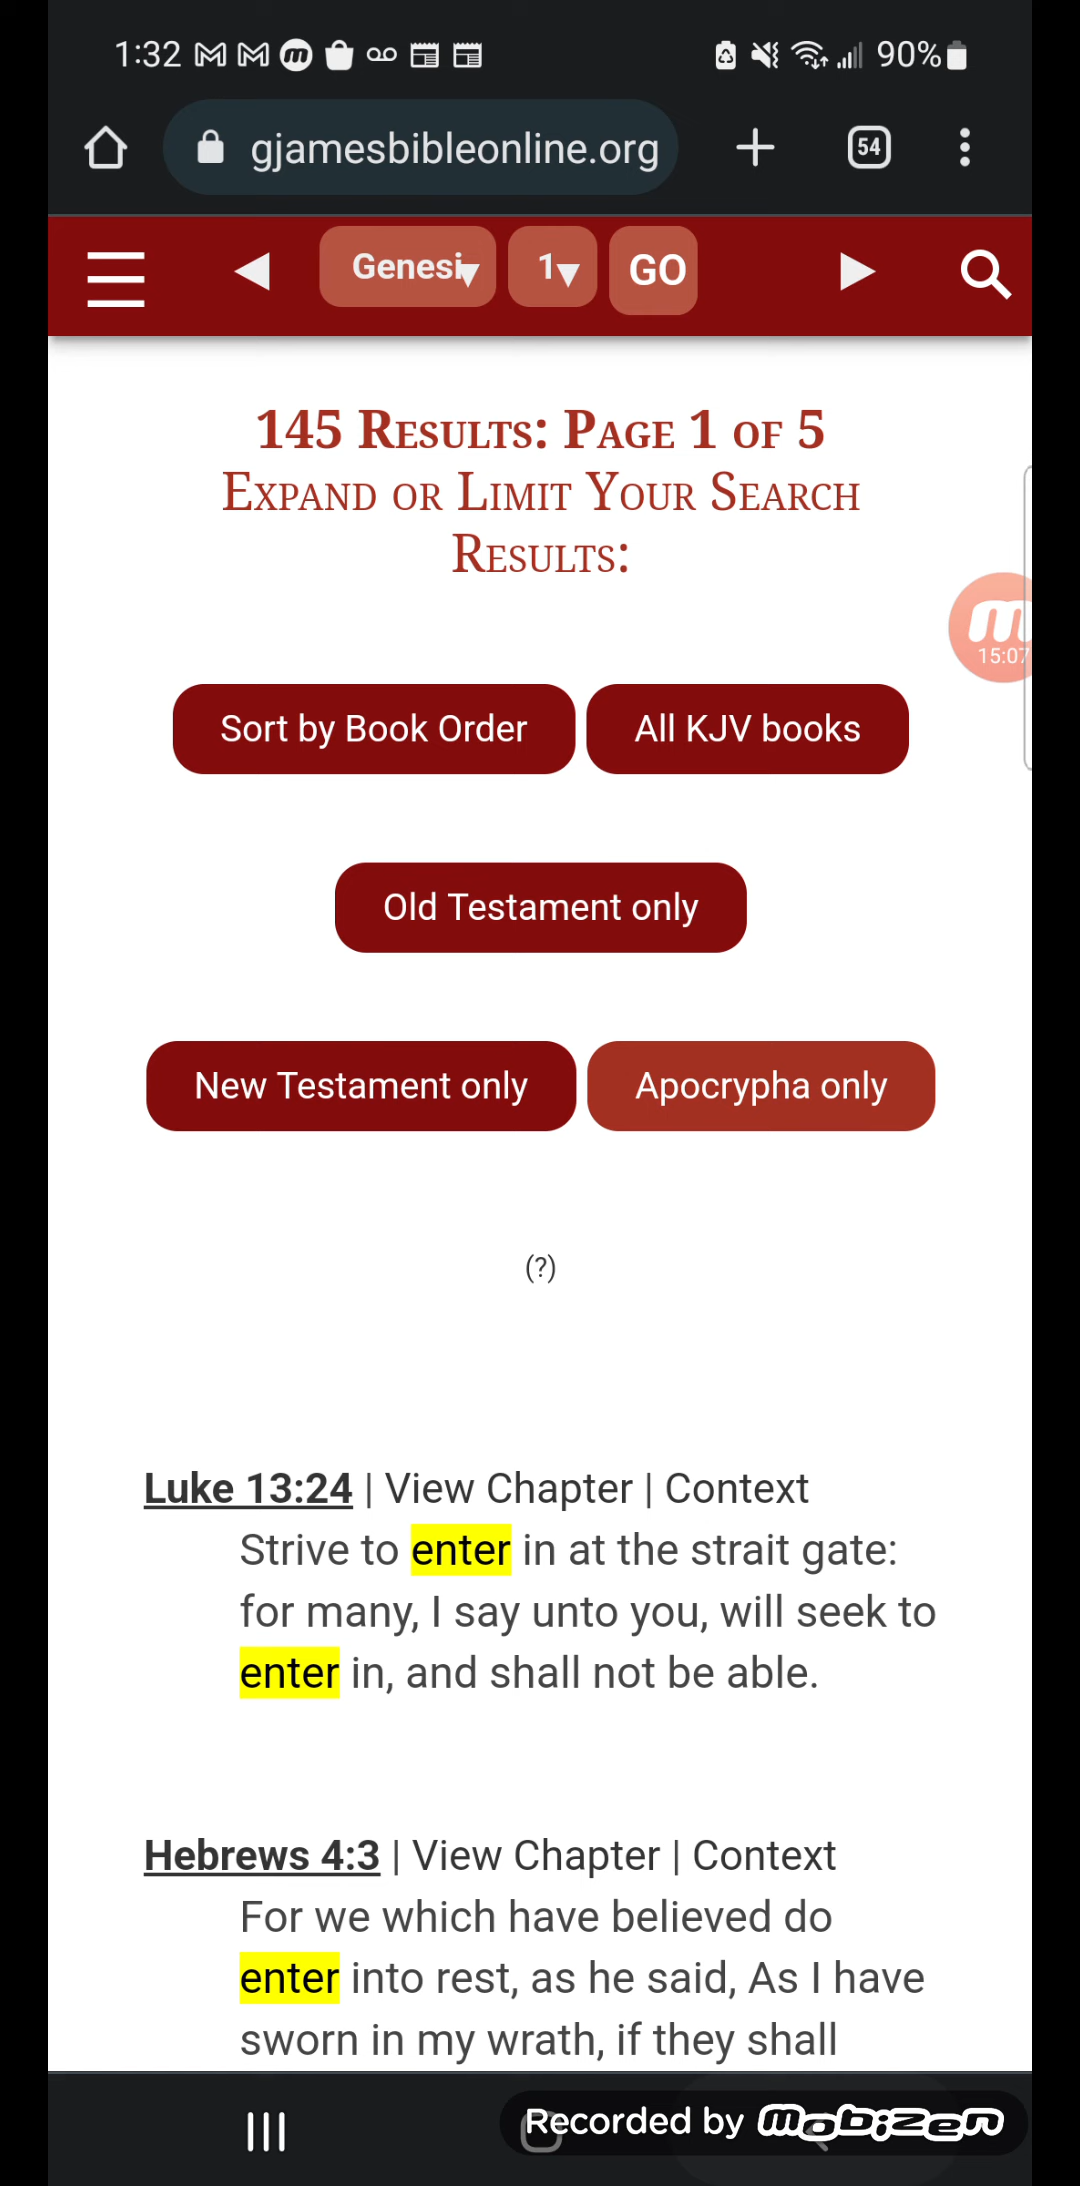 1:32 90%
gjamesbibleonline.org 54
Genesi 1 GO
145 Results: Page 1 of 5
Expand or Limit Your Search
Results:
15:07
Sort by Book Order All KJV books
Old Testament only
New Testament only Apocrypha only
(?)
Luke 13:24 | View Chapter | Context
Strive to enter in at the strait gate:
for many, I say unto you, will seek to
enter in, and shall not be able.
Hebrews 4:3 | View Chapter | Context
For we which have believed do
enter into rest, as he said, As I have
sworn in my wrath, if they shall
Recorded by mobizen